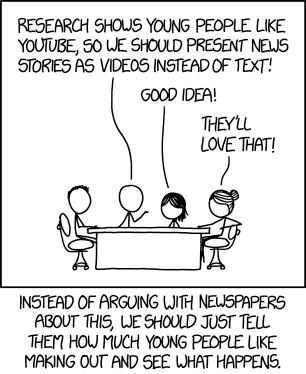 RESEARCH SHOWS YOUNG PEOPLE LIKE
YOUTUBE, SO WE SHOULD PRESENT NEWS
STORIES AS VIDEOS INSTEAD OF TEXT!
GOOD IDEA!
THEY'LL
LOVE THAT!
INSTEAD OF ARGUING WITH NEWSPAPERS
ABOUT THIS, WE SHOULD JUST TELL
THEM HOW MUCH YOUNG PEOPLE LIKE
MAKING OUT AND SEE WHAT HAPPENS.